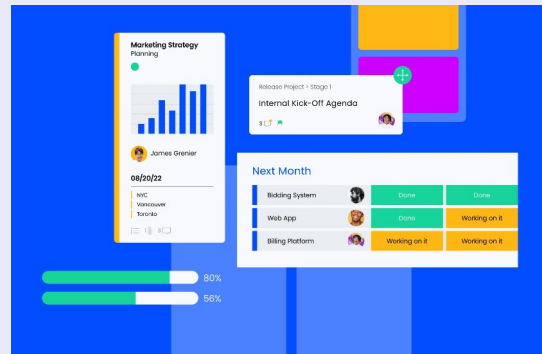 Marketing Strategy
Planning
James Grenier
08/20/22
NYC
Vancouver
Toronto
80%
56%
Release Project > Stage 1
Internal Kick-Off Agenda
3
Next Month
Bidding System Done Done
Web App Done Working on it
Billing Platform Working on it Working on it